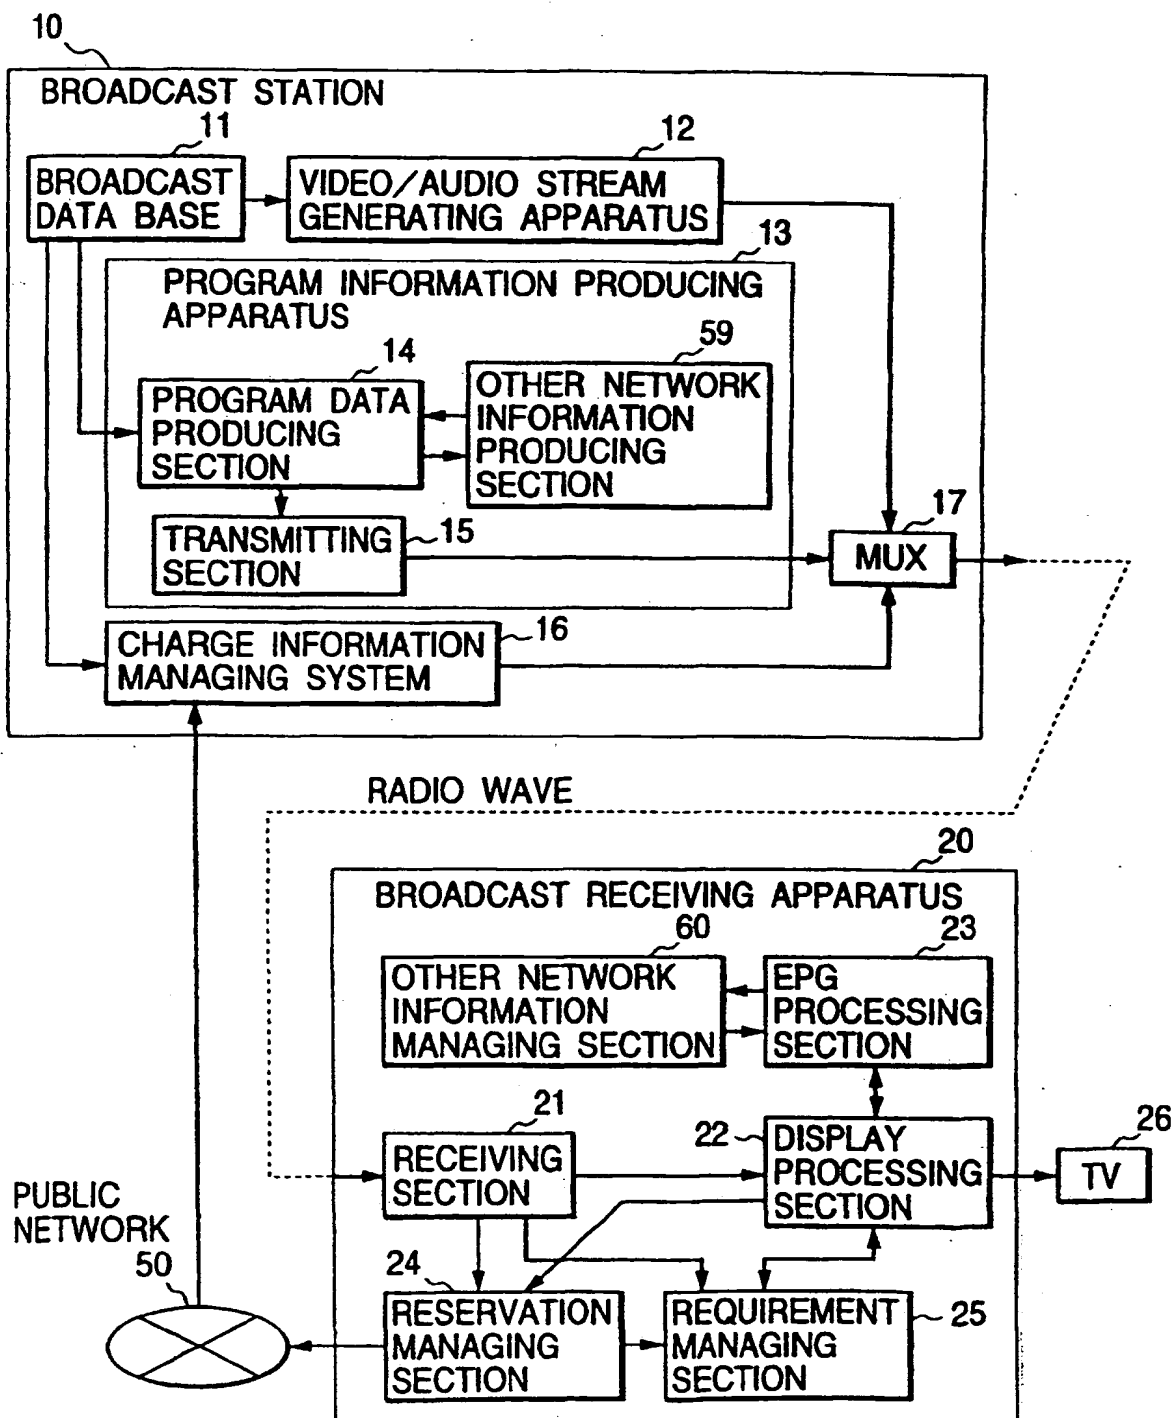 10
BROADCAST STATION
11
12
BROADCAST
DATA BASE
VIDEO/AUDIO STREAM
GENERATING APPARATUS
13
PROGRAM INFORMATION PRODUCING
APPARATUS
14
59
PROGRAM DATA
PRODUCING
SECTION
OTHER NETWORK
INFORMATION
PRODUCING
SECTION
TRANSMITTING
SECTION
15
17
MUX
CHARGE INFORMATION
MANAGING SYSTEM
16
RADIO WAVE
20
BROADCAST RECEIVING APPARATUS
60
23
OTHER NETWORK
INFORMATION
MANAGING SECTION
EPG
PROCESSING
SECTION
21
22
26
RECEIVING
SECTION
DISPLAY
PROCESSING
SECTION
TV
PUBLIC
NETWORK
50
24
RESERVATION
MANAGING
SECTION
REQUIREMENT
MANAGING
SECTION
25